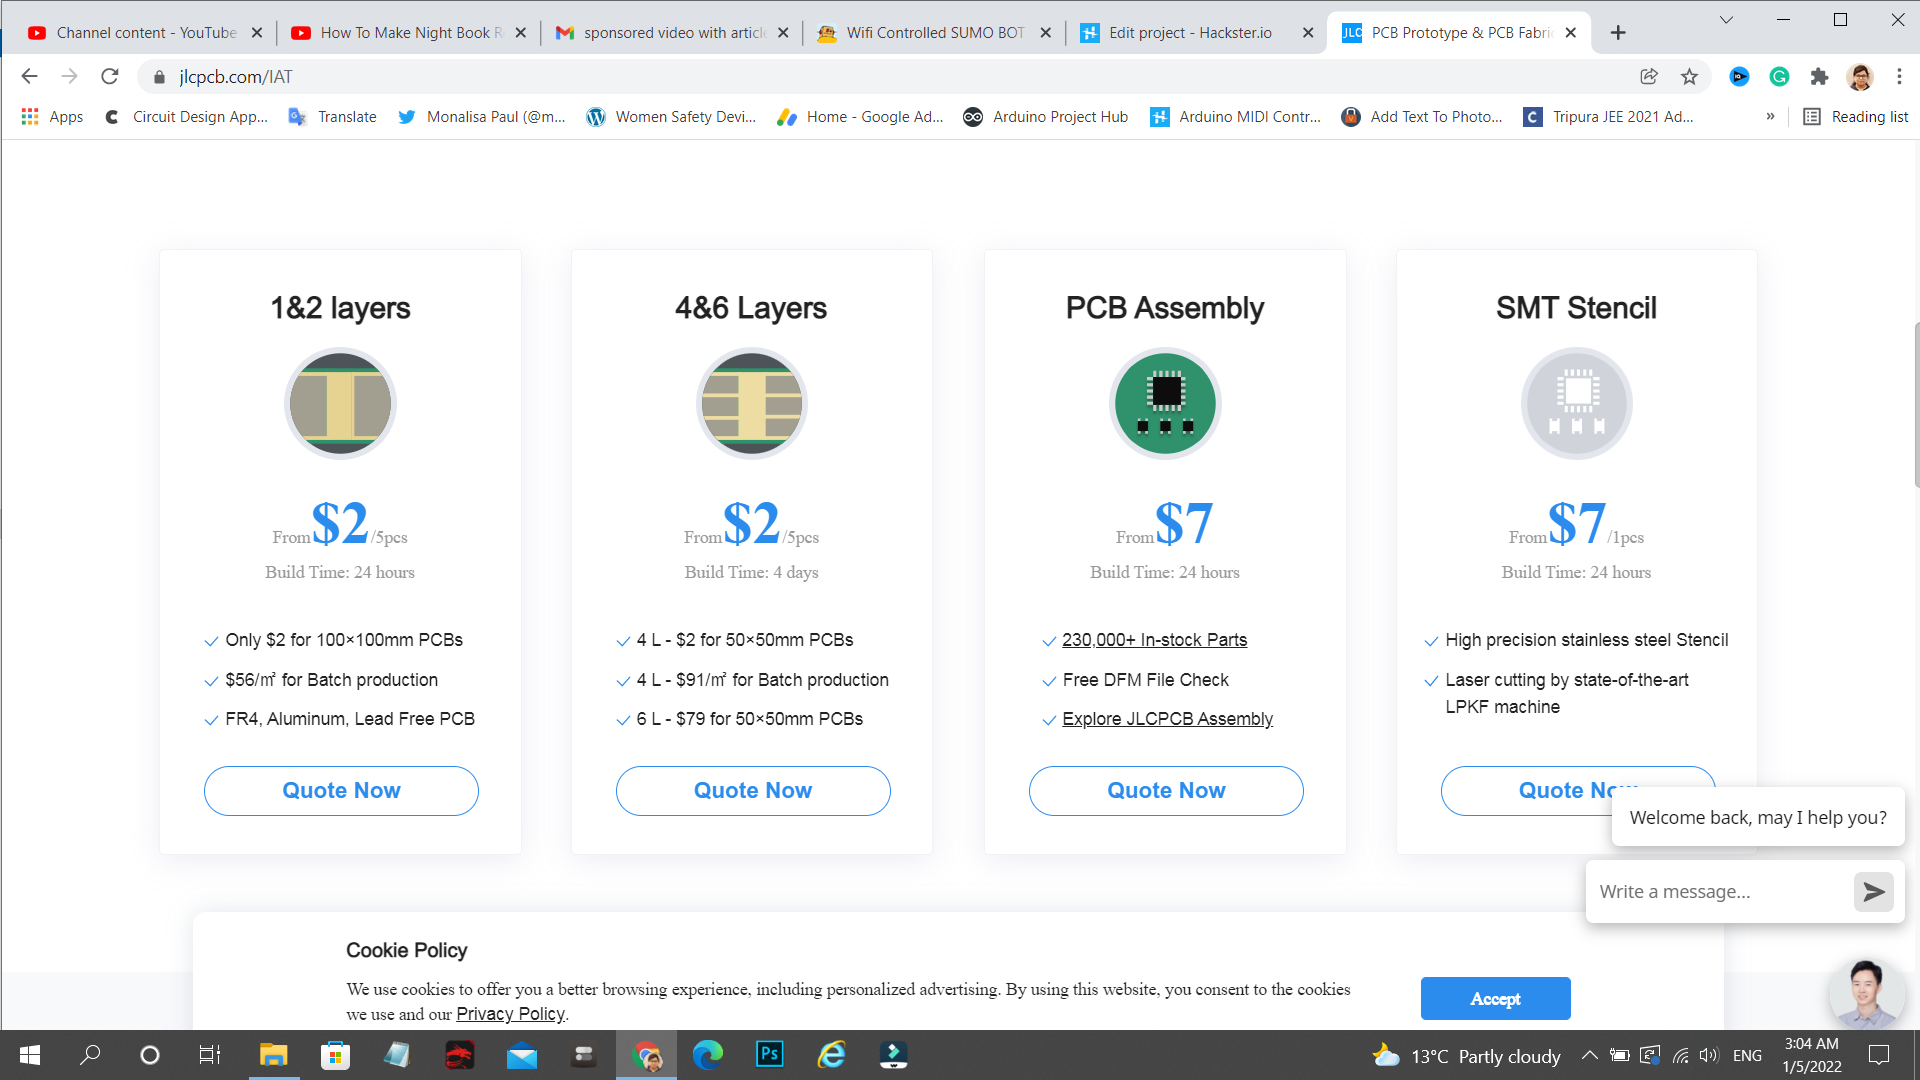 Channel content - YouTube
How To Make Night Book R
sponsored video with article
Wifi Controlled SUMO BOT
Edit project - Hackster.io
JLC PCB Prototype & PCB Fabric
jlcpcb.com/IAT
Apps
Circuit Design App...
Translate
Monalisa Paul (@m...
Women Safety Devi...
Home - Google Ad...
Arduino Project Hub
Arduino MIDI Contr...
Add Text To Photo...
Tripura JEE 2021 Ad...
»
Reading list
1&2 layers
From $2 /5pcs
Build Time: 24 hours
Only $2 for 100×100mm PCBs
$56/㎡ for Batch production
FR4, Aluminum, Lead Free PCB
Quote Now
4&6 Layers
From $2 /5pcs
Build Time: 4 days
4 L - $2 for 50×50mm PCBs
4 L - $91/㎡ for Batch production
6 L - $79 for 50×50mm PCBs
Quote Now
PCB Assembly
From $7
Build Time: 24 hours
230,000+ In-stock Parts
Free DFM File Check
Explore JLCPCB Assembly
Quote Now
SMT Stencil
From $7 /1pcs
Build Time: 24 hours
High precision stainless steel Stencil
Laser cutting by state-of-the-art
LPKF machine
Quote Now
Welcome back, may I help you?
Write a message...
Cookie Policy
We use cookies to offer you a better browsing experience, including personalized advertising. By using this website, you consent to the cookies
we use and our Privacy Policy.
Accept
Ps
13°C Partly cloudy
ENG
3:04 AM
1/5/2022